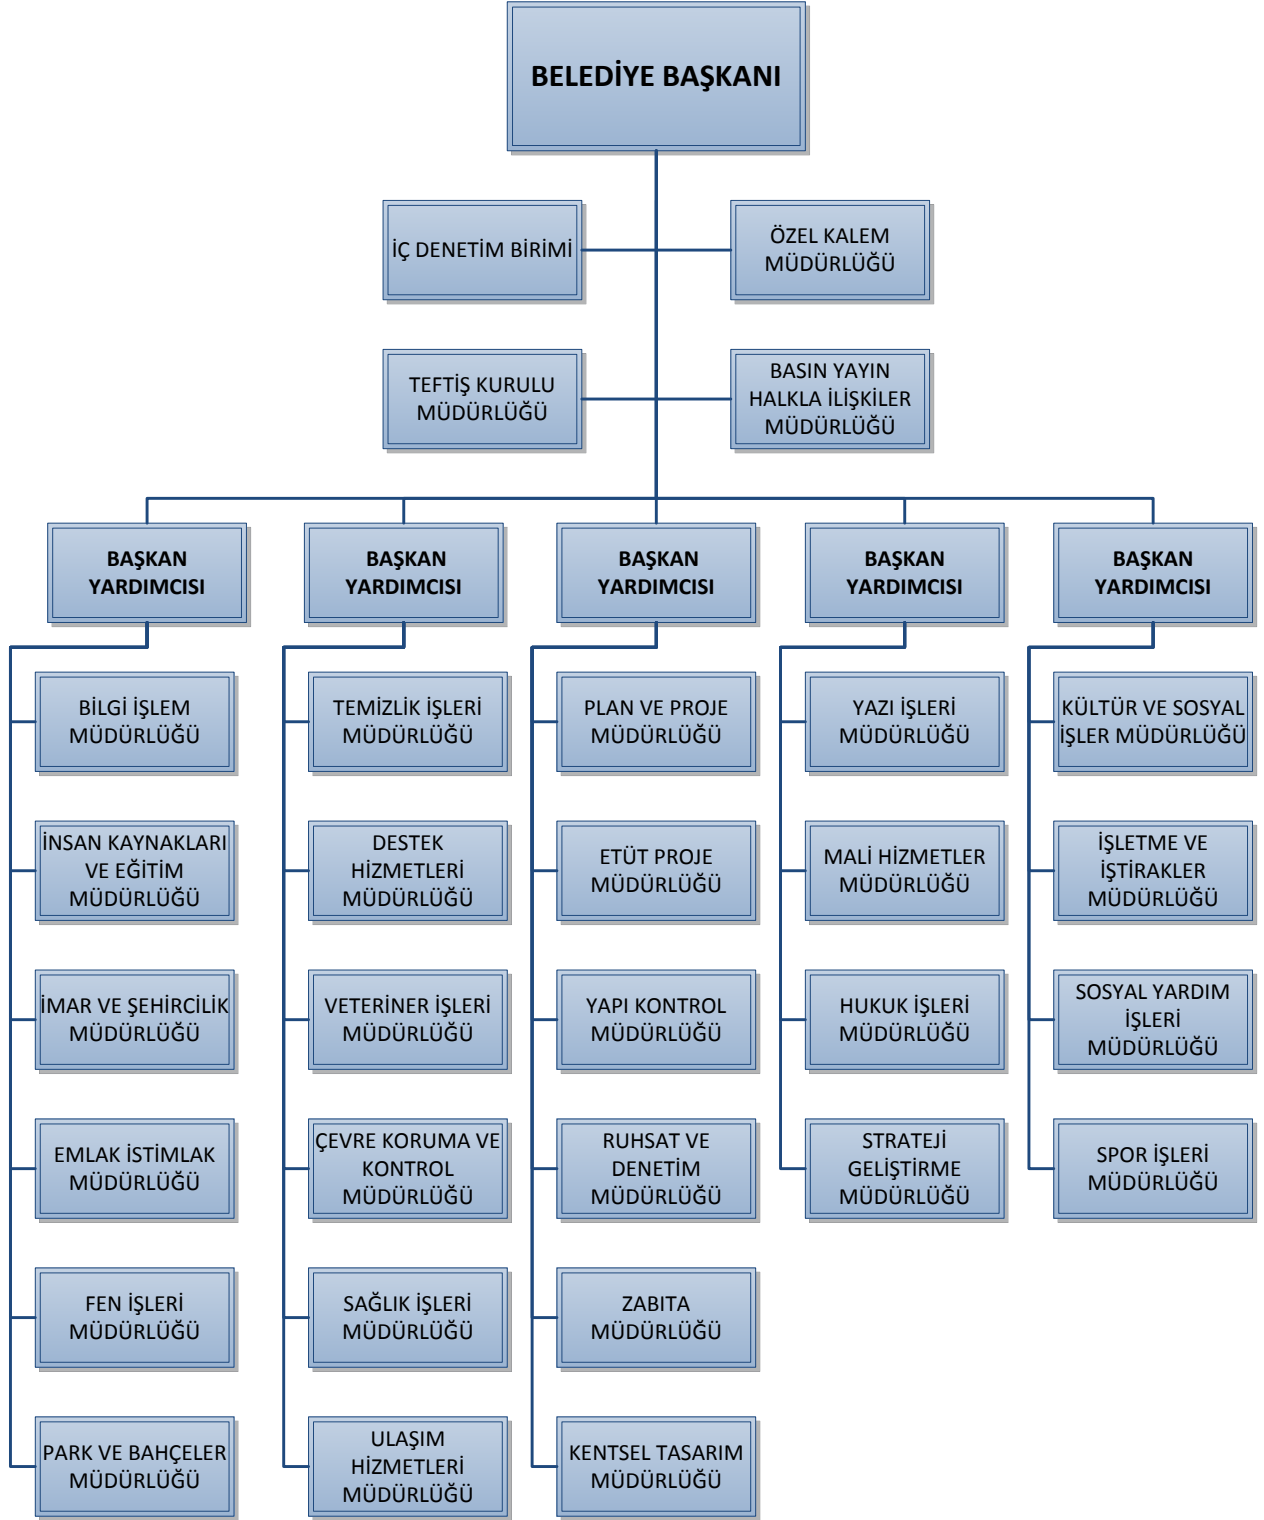 BELEDİYE BAŞKANI
İÇ DENETİM BİRİMİ
ÖZEL KALEM
MÜDÜRLÜĞÜ
TEFTİŞ KURULU
MÜDÜRLÜĞÜ
BASIN YAYIN
HALKLA İLİŞKİLER
MÜDÜRLÜĞÜ
BAŞKAN
YARDIMCISI
BAŞKAN
YARDIMCISI
BAŞKAN
YARDIMCISI
BAŞKAN
YARDIMCISI
BAŞKAN
YARDIMCISI
BİLGİ İŞLEM
MÜDÜRLÜĞÜ
TEMİZLİK İŞLERİ
MÜDÜRLÜĞÜ
PLAN VE PROJE
MÜDÜRLÜĞÜ
YAZI İŞLERİ
MÜDÜRLÜĞÜ
KÜLTÜR VE SOSYAL
İŞLER MÜDÜRLÜĞÜ
İNSAN KAYNAKLARI
VE EĞİTİM
MÜDÜRLÜĞÜ
DESTEK
HİZMETLERİ
MÜDÜRLÜĞÜ
ETÜT PROJE
MÜDÜRLÜĞÜ
MALİ HİZMETLER
MÜDÜRLÜĞÜ
İŞLETME VE
İŞTİRAKLER
MÜDÜRLÜĞÜ
İMAR VE ŞEHİRCİLİK
MÜDÜRLÜĞÜ
VETERİNER İŞLERİ
MÜDÜRLÜĞÜ
YAPI KONTROL
MÜDÜRLÜĞÜ
HUKUK İŞLERİ
MÜDÜRLÜĞÜ
SOSYAL YARDIM
İŞLERİ
MÜDÜRLÜĞÜ
EMLAK İSTİMLAK
MÜDÜRLÜĞÜ
ÇEVRE KORUMA VE
KONTROL
MÜDÜRLÜĞÜ
RUHSAT VE
DENETİM
MÜDÜRLÜĞÜ
STRATEJİ
GELİŞTİRME
MÜDÜRLÜĞÜ
SPOR İŞLERİ
MÜDÜRLÜĞÜ
FEN İŞLERİ
MÜDÜRLÜĞÜ
SAĞLIK İŞLERİ
MÜDÜRLÜĞÜ
ZABITA
MÜDÜRLÜĞÜ
PARK VE BAHÇELER
MÜDÜRLÜĞÜ
ULAŞIM
HİZMETLERİ
MÜDÜRLÜĞÜ
KENTSEL TASARIM
MÜDÜRLÜĞÜ